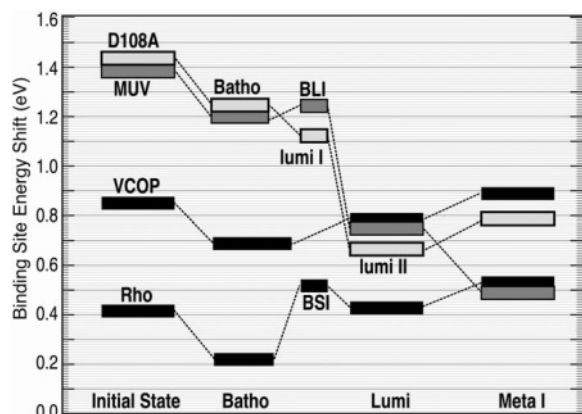 Binding Site Energy Shift (eV)
1.6
1.4
1.2
1.0
0.8
0.6
0.4
0.2
0.0
D108A
MUV
Batho
BLI
lumi I
VCOP
lumi II
Rho
BSI
Initial State Batho Lumi Meta I